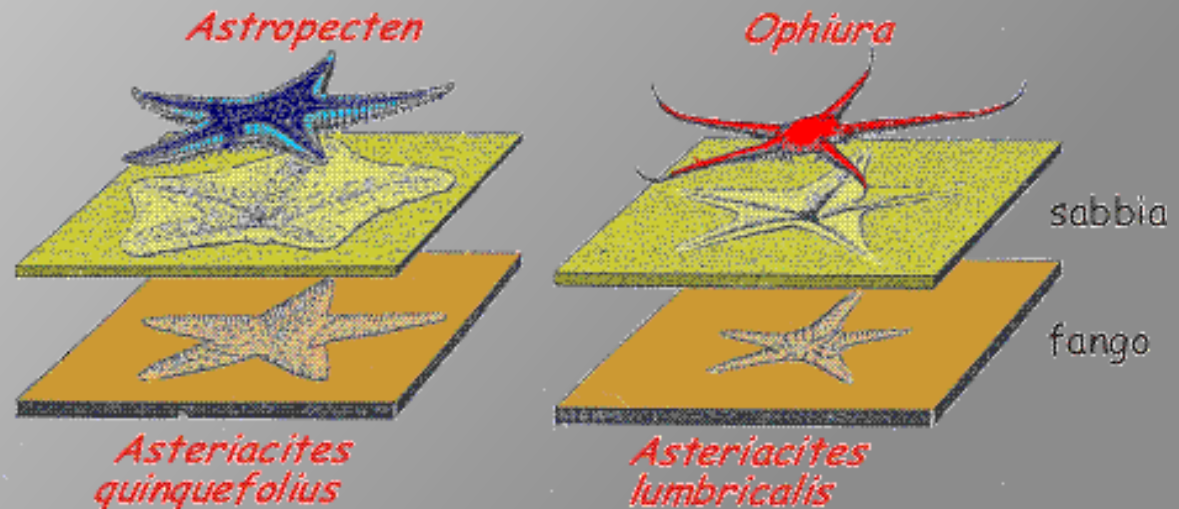 Astropecten
Ophiura
sabbia
fango
Asteriacites
quinquefolius
Asteriacites
lumbricalis